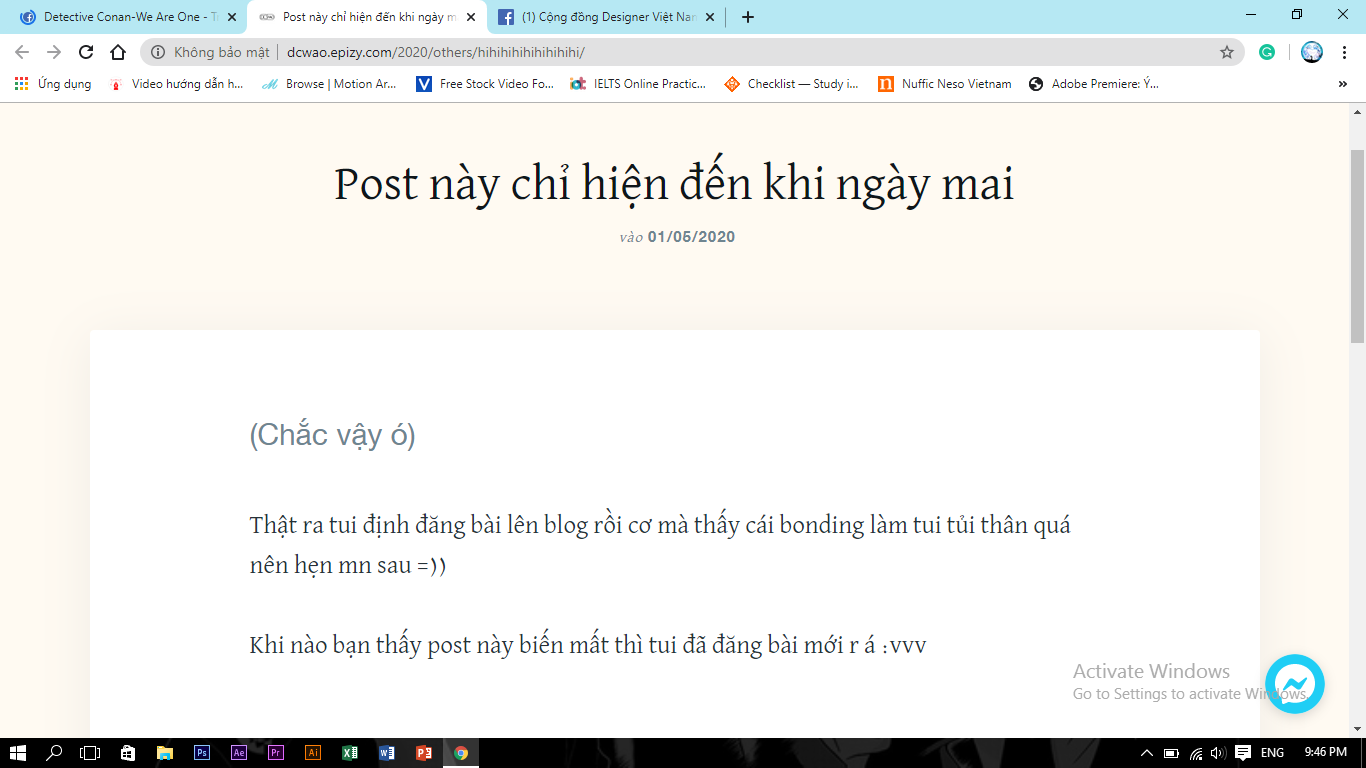 Detective Conan-We Are One - T
Post này chỉ hiện đến khi ngày m
(1) Cộng đồng Designer Việt Nan
Không bảo mật
dcwao.epizy.com/2020/others/hihihihihihihihihi/
Ứng dụng
Video hướng dẫn h...
Browse | Motion Ar...
Free Stock Video Fo...
IELTS Online Practic...
Checklist — Study i...
Nuffic Neso Vietnam
Adobe Premiere: Ý...
»
Post này chỉ hiện đến khi ngày mai
vào 01/05/2020
(Chắc vậy ó)
Thật ra tui định đăng bài lên blog rồi cơ mà thấy cái bonding làm tui tủi thân quá
nên hẹn mn sau =))
Khi nào bạn thấy post này biến mất thì tui đã đăng bài mới r á :vvv
Activate Windows
Go to Settings to activate Windows.
Ps
Ae
Pr
Ai
ENG
9:46 PM